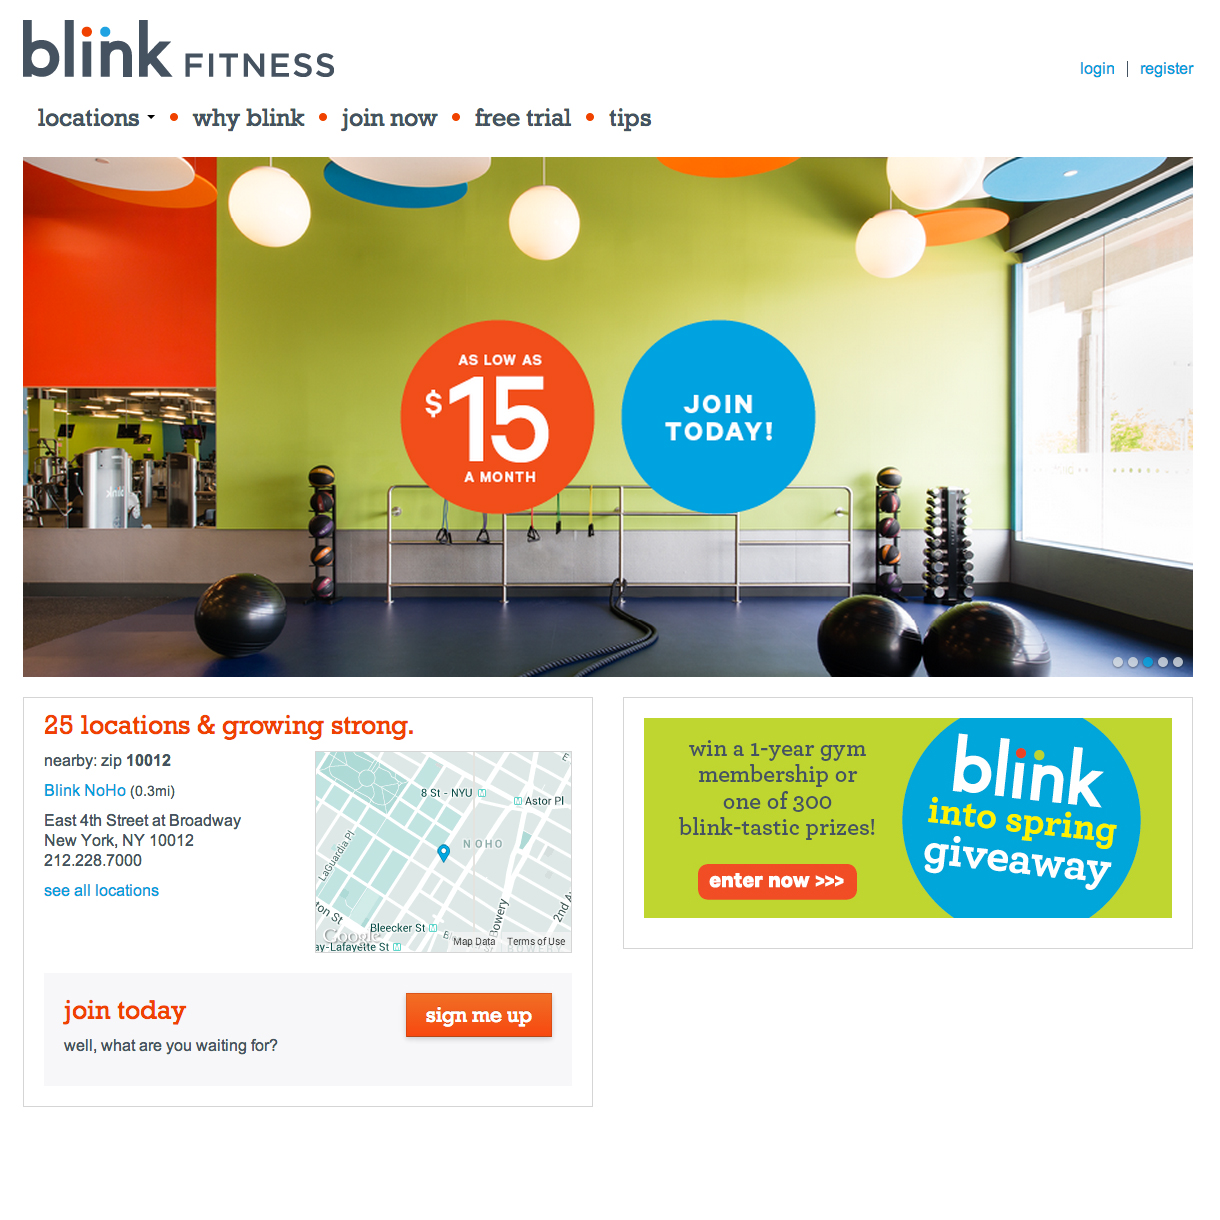 blink FITNESS
login | register
locations • why blink • join now • free trial • tips
AS LOW AS
$15
A MONTH
JOIN
TODAY!
blink
25 locations & growing strong.
nearby: zip 10012
Blink NoHo (0.3mi)
East 4th Street at Broadway
New York, NY 10012
212.228.7000
see all locations
8 St - NYU
Astor Pl
NOHO
LaGuardia Pl
Bowery
2nd A
ton St
Bleecker St
Google
Map Data
Terms of Use
ay-Lafayette St
BOWERY
join today
well, what are you waiting for?
sign me up
win a 1-year gym
membership or
one of 300
blink-tastic prizes!
enter now >>>
blink
into spring
giveaway